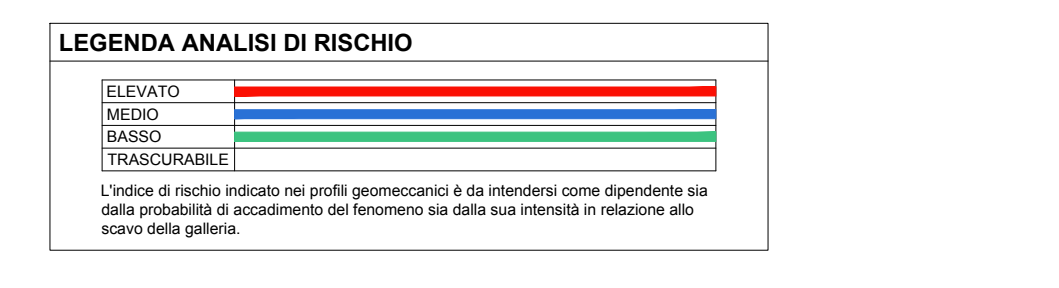 LEGENDA ANALISI DI RISCHIO
ELEVATO
MEDIO
BASSO
TRASCURABILE
L'indice di rischio indicato nei profili geomeccanici è da intendersi come dipendente sia
dalla probabilità di accadimento del fenomeno sia dalla sua intensità in relazione allo
scavo della galleria.